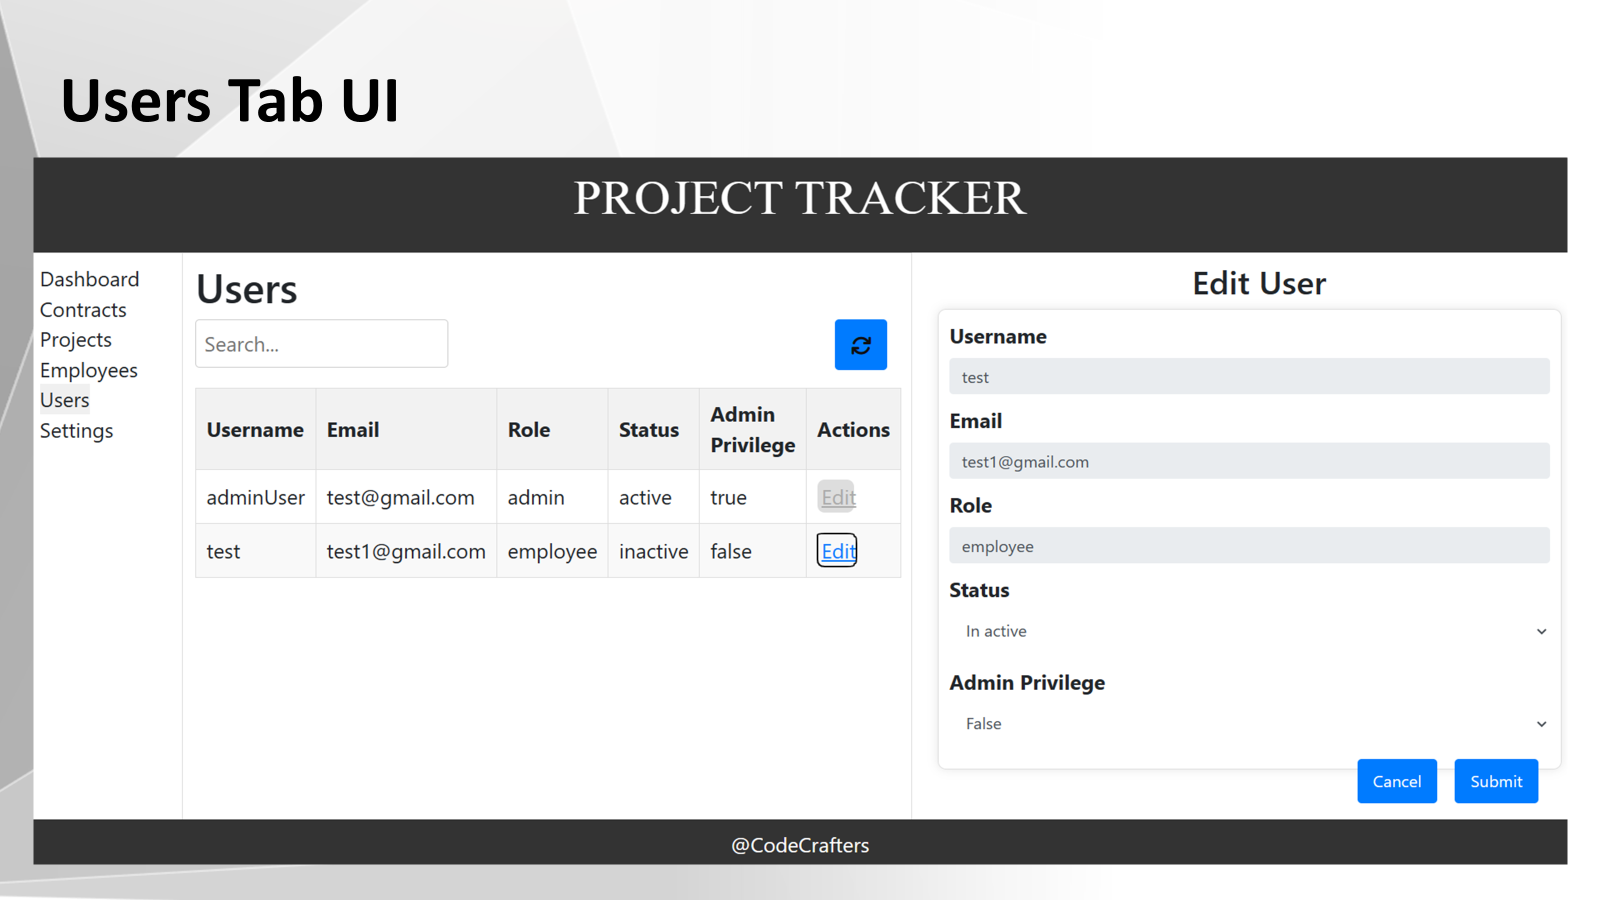 Users Tab UI
PROJECT TRACKER
Dashboard
Contracts
Projects
Employees
Users
Settings
Users
Search...
Username Email Role Status Admin Privilege Actions
adminUser test@gmail.com admin active true Edit
test test1@gmail.com employee inactive false Edit
Edit User
Username
test
Email
test1@gmail.com
Role
employee
Status
In active
Admin Privilege
False
Cancel Submit
@CodeCrafters